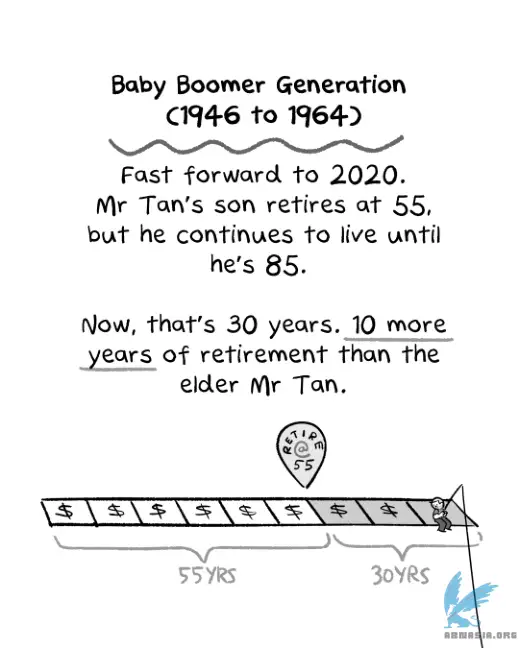 Baby Boomer Generation
(1946 to 1964)
Fast forward to 2020.
Mr Tan's son retires at 55,
but he continues to live until
he's 85.
Now, that's 30 years. 10 more
years of retirement than the
elder Mr Tan.
RETIRE
@
55
$ $ $ $ $ $ $ $
55YRS 30YRS
ARMASIA.ORG